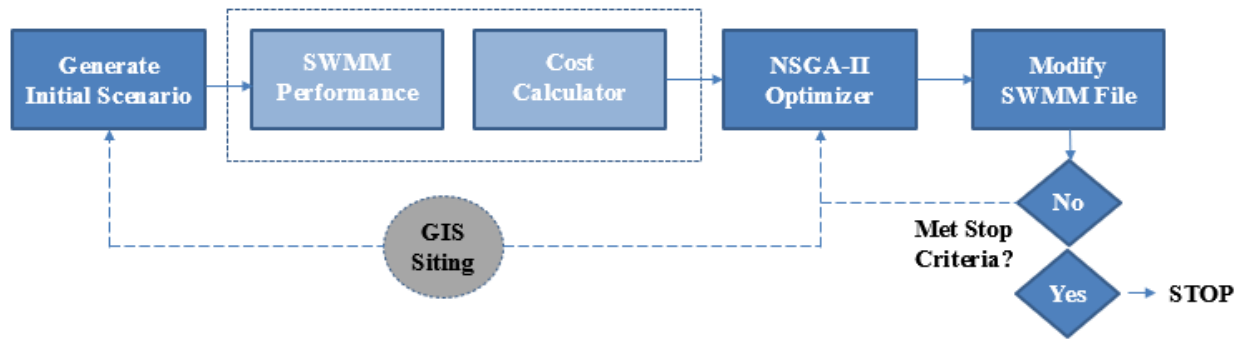 Generate
Initial Scenario
SWMM
Performance
Cost
Calculator
NSGA-II
Optimizer
Modify
SWMM File
No
Met Stop
Criteria?
GIS
Siting
Yes
STOP